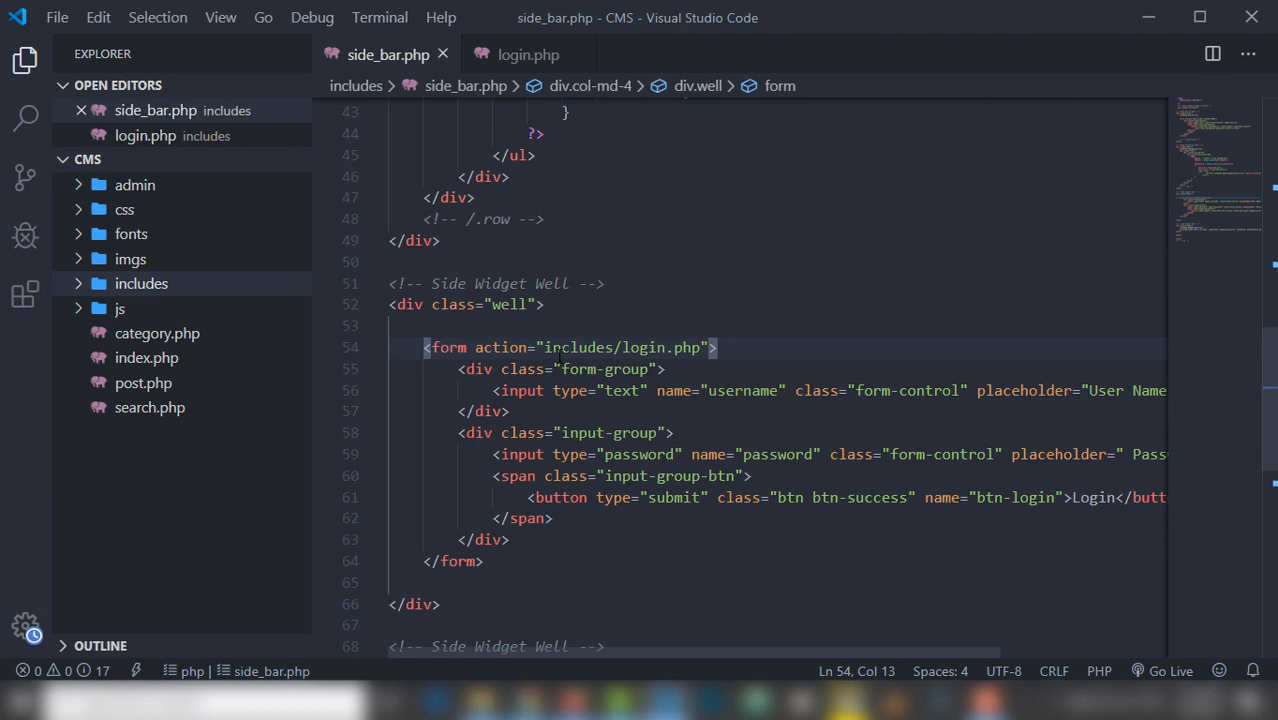 File Edit Selection View Go Debug Terminal Help side_bar.php - CMS - Visual Studio Code
EXPLORER
OPEN EDITORS
side_bar.php includes
login.php includes
CMS
admin
css
fonts
imgs
includes
js
category.php
index.php
post.php
search.php
OUTLINE
side_bar.php login.php
includes > side_bar.php > div.col-md-4 > div.well > form
43 }
44 ?>
45 </ul>
46 </div>
47 </div>
48 <!-- /.row -->
49 </div>
50
51 <!-- Side Widget Well -->
52 <div class="well">
53
54 <form action="includes/login.php">
55 <div class="form-group">
56 <input type="text" name="username" class="form-control" placeholder="User Name
57 </div>
58 <div class="input-group">
59 <input type="password" name="password" class="form-control" placeholder=" Pass
60 <span class="input-group-btn">
61 <button type="submit" class="btn btn-success" name="btn-login">Login</butt
62 </span>
63 </div>
64 </form>
65
66 </div>
67
68 <!-- Side Widget Well -->
0 0 17 php | side_bar.php Ln 54, Col 13 Spaces: 4 UTF-8 CRLF PHP Go Live